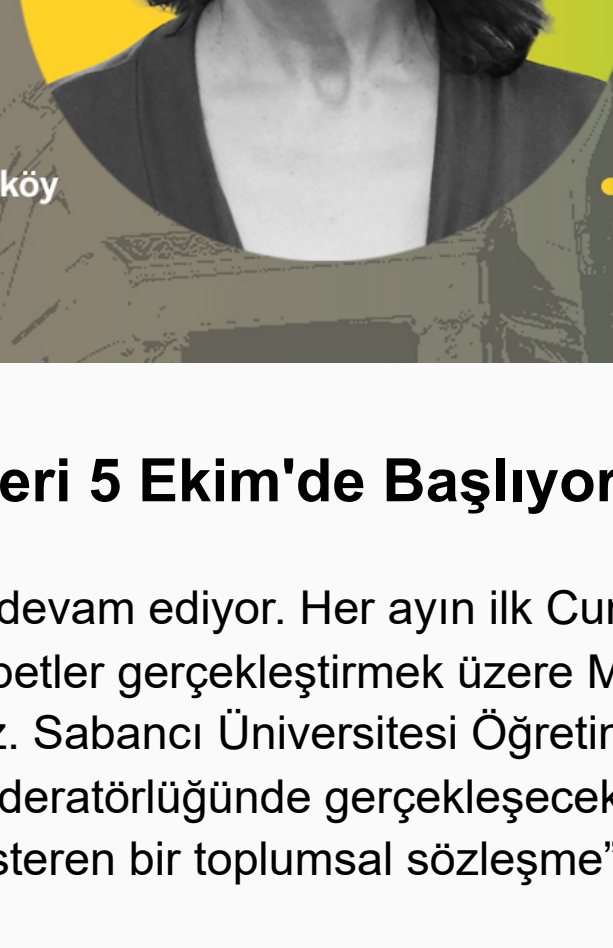 köy
eri 5 Ekim'de Başlıyor
devam ediyor. Her ayın ilk Cu
betler gerçekleştirmek üzere M
z. Sabancı Üniversitesi Öğretim
deratörlüğünde gerçekleşecek
steren bir toplumsal sözleşme”